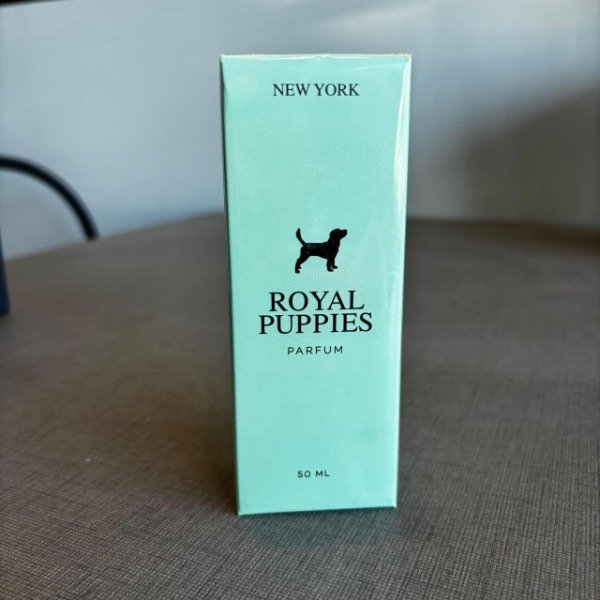 NEW YORK
ROYAL
PUPPIES
PARFUM
50 ML